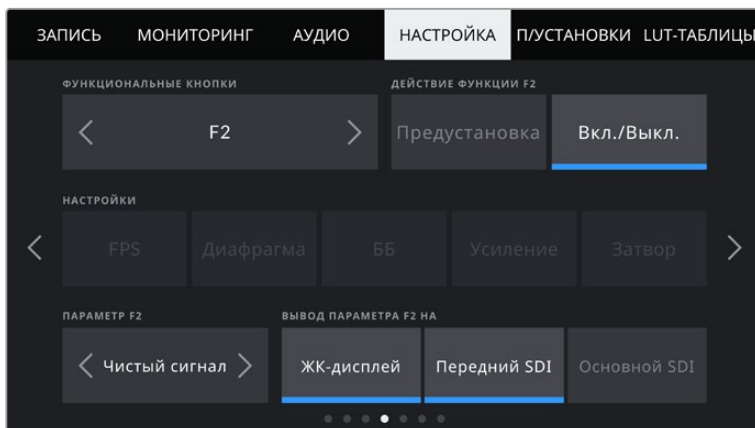 ЗАПИСЬ МОНИТОРИНГ АУДИО НАСТРОЙКА П/УСТАНОВКИ LUT-ТАБЛИЦЫ
ФУНКЦИОНАЛЬНЫЕ КНОПКИ ДЕЙСТВИЕ ФУНКЦИИ F2
F2 Предустановка Вкл./Выкл.
НАСТРОЙКИ
FPS Диафрагма ББ Усиление Затвор
ПАРАМЕТР F2 ВЫВОД ПАРАМЕТРА F2 НА
Чистый сигнал ЖК-дисплей Передний SDI Основной SDI